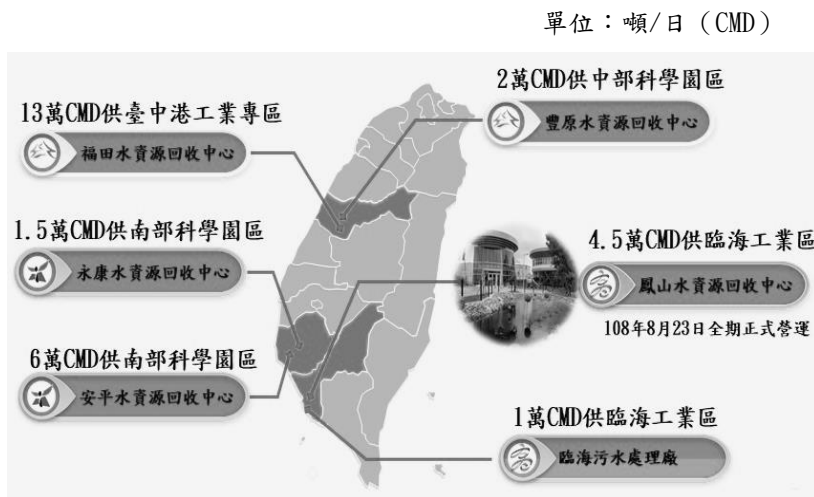 單位：噸/日（CMD）
2萬CMD供中部科學園區
豐原水資源回收中心
13萬CMD供臺中港工業專區
福田水資源回收中心
1.5萬CMD供南部科學園區
永康水資源回收中心
4.5萬CMD供臨海工業區
鳳山水資源回收中心
108年8月23日全期正式營運
6萬CMD供南部科學園區
安平水資源回收中心
1萬CMD供臨海工業區
臨海污水處理廠